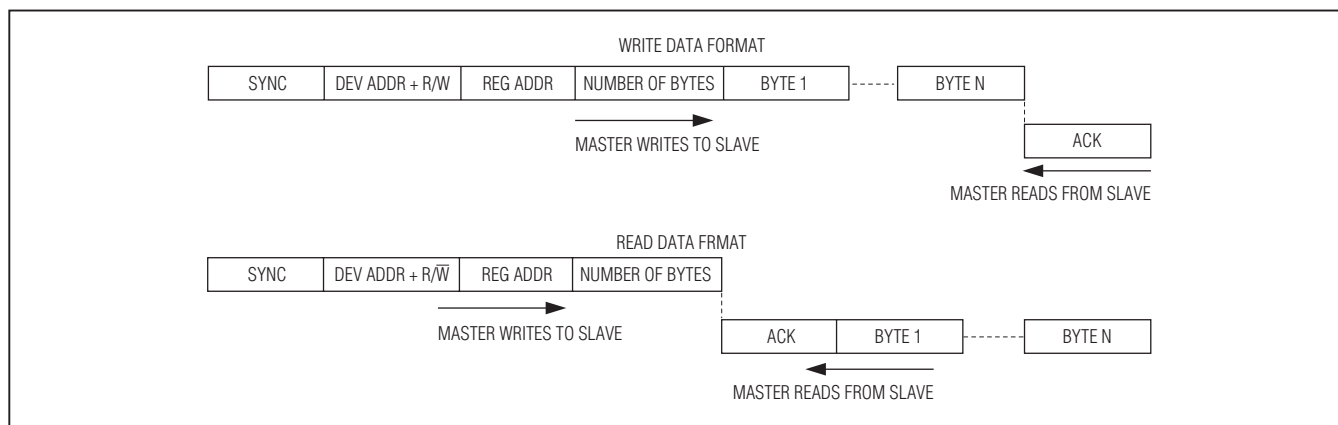 WRITE DATA FORMAT
SYNC DEV ADDR + R/W REG ADDR NUMBER OF BYTES BYTE 1 BYTE N
MASTER WRITES TO SLAVE
ACK
MASTER READS FROM SLAVE
READ DATA FRMAT
SYNC DEV ADDR + R/W̅ REG ADDR NUMBER OF BYTES
MASTER WRITES TO SLAVE
ACK BYTE 1 BYTE N
MASTER READS FROM SLAVE